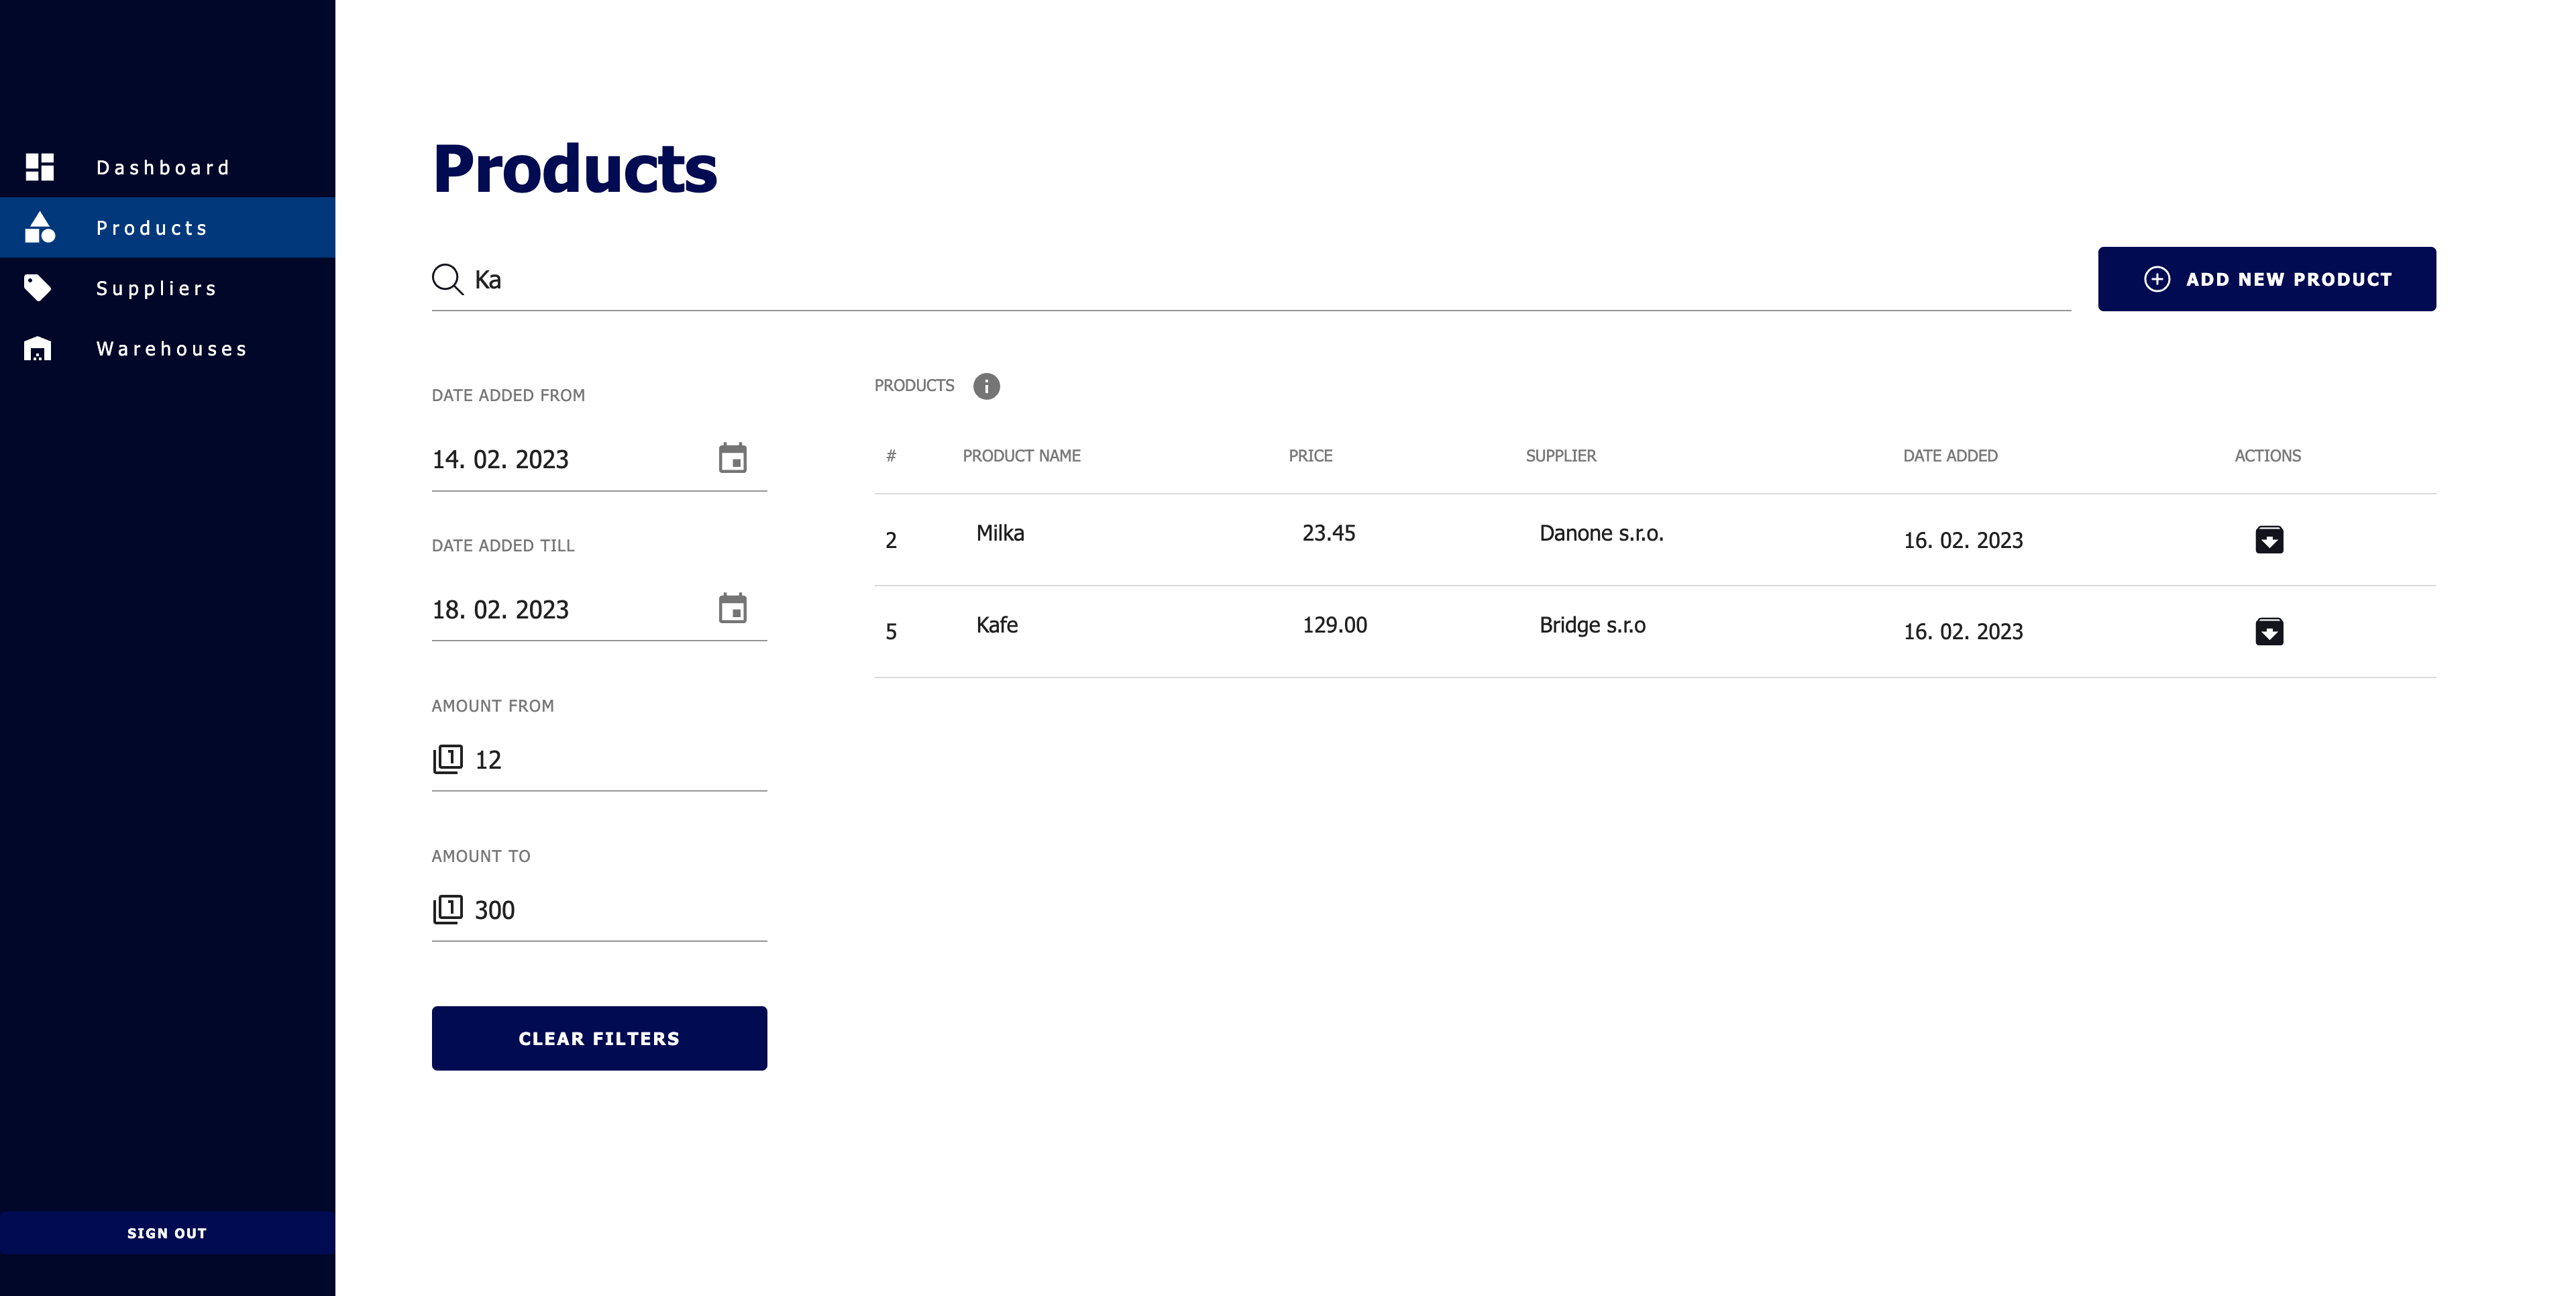 Dashboard
Products
Suppliers
Warehouses
SIGN OUT
Products
Ka
ADD NEW PRODUCT
DATE ADDED FROM
14. 02. 2023
DATE ADDED TILL
18. 02. 2023
AMOUNT FROM
12
AMOUNT TO
300
CLEAR FILTERS
PRODUCTS
# PRODUCT NAME PRICE SUPPLIER DATE ADDED ACTIONS
2 Milka 23.45 Danone s.r.o. 16. 02. 2023
5 Kafe 129.00 Bridge s.r.o 16. 02. 2023